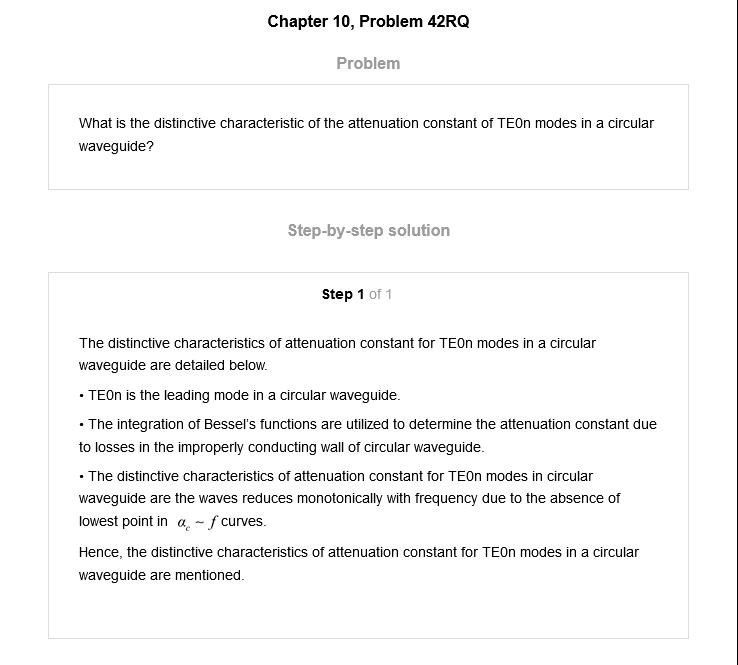 Chapter 10, Problem 42RQ
Problem
What is the distinctive characteristic of the attenuation constant of TE0n modes in a circular
waveguide?
Step-by-step solution
Step 1 of 1
The distinctive characteristics of attenuation constant for TE0n modes in a circular
waveguide are detailed below.
• TE0n is the leading mode in a circular waveguide.
• The integration of Bessel's functions are utilized to determine the attenuation constant due
to losses in the improperly conducting wall of circular waveguide.
• The distinctive characteristics of attenuation constant for TE0n modes in circular
waveguide are the waves reduces monotonically with frequency due to the absence of
lowest point in α_c ~ f curves.
Hence, the distinctive characteristics of attenuation constant for TE0n modes in a circular
waveguide are mentioned.